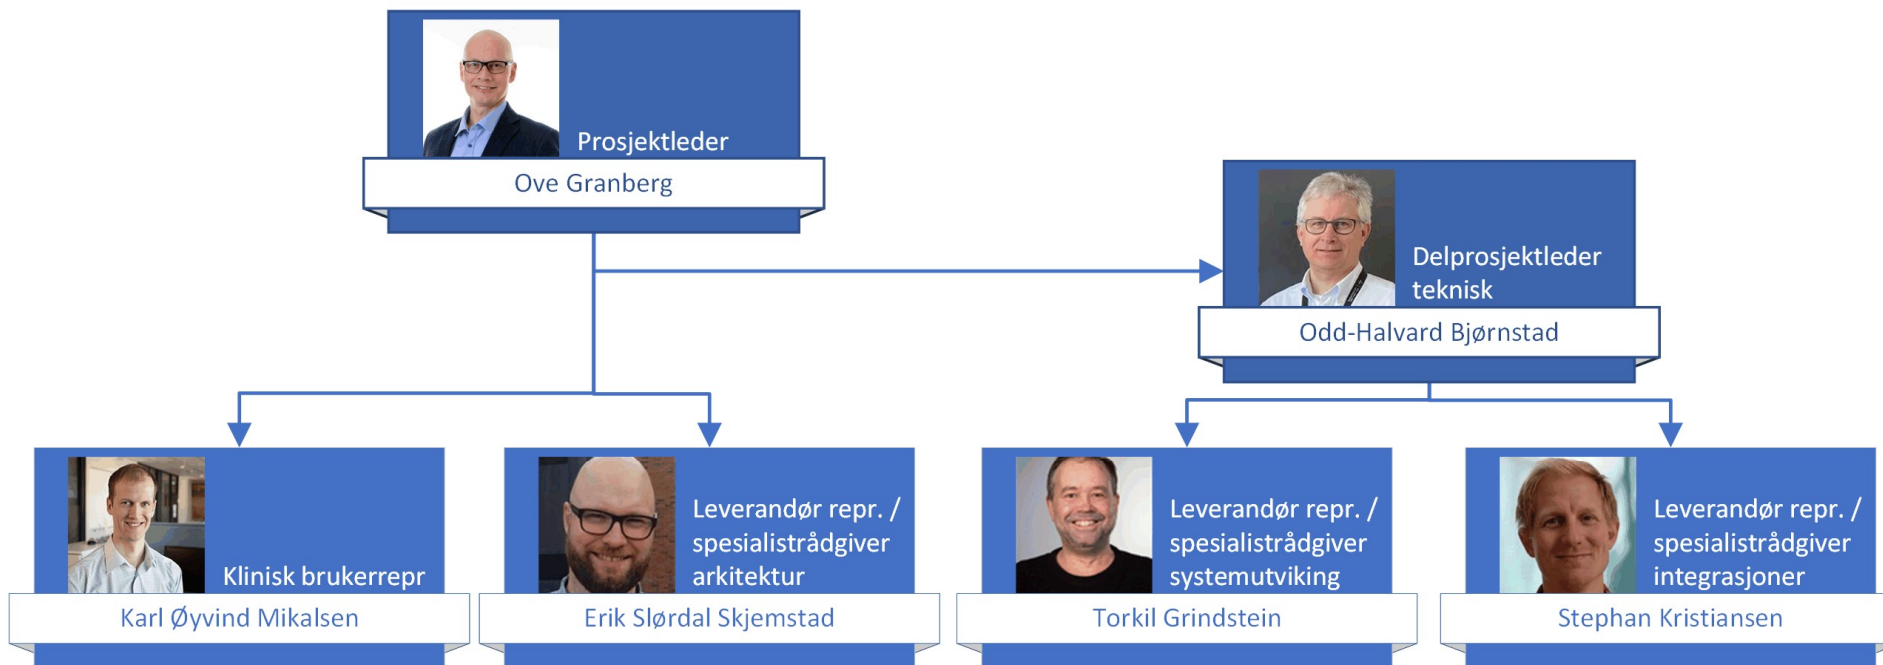 Prosjektleder
Ove Granberg
Delprosjektleder
teknisk
Odd-Halvard Bjørnstad
Klinisk brukerrepr
Karl Øyvind Mikalsen
Leverandør repr. /
spesialistrådgiver
arkitektur
Erik Slørdal Skjemstad
Leverandør repr. /
spesialistrådgiver
systemutviking
Torkil Grindstein
Leverandør repr. /
spesialistrådgiver
integrasjoner
Stephan Kristiansen